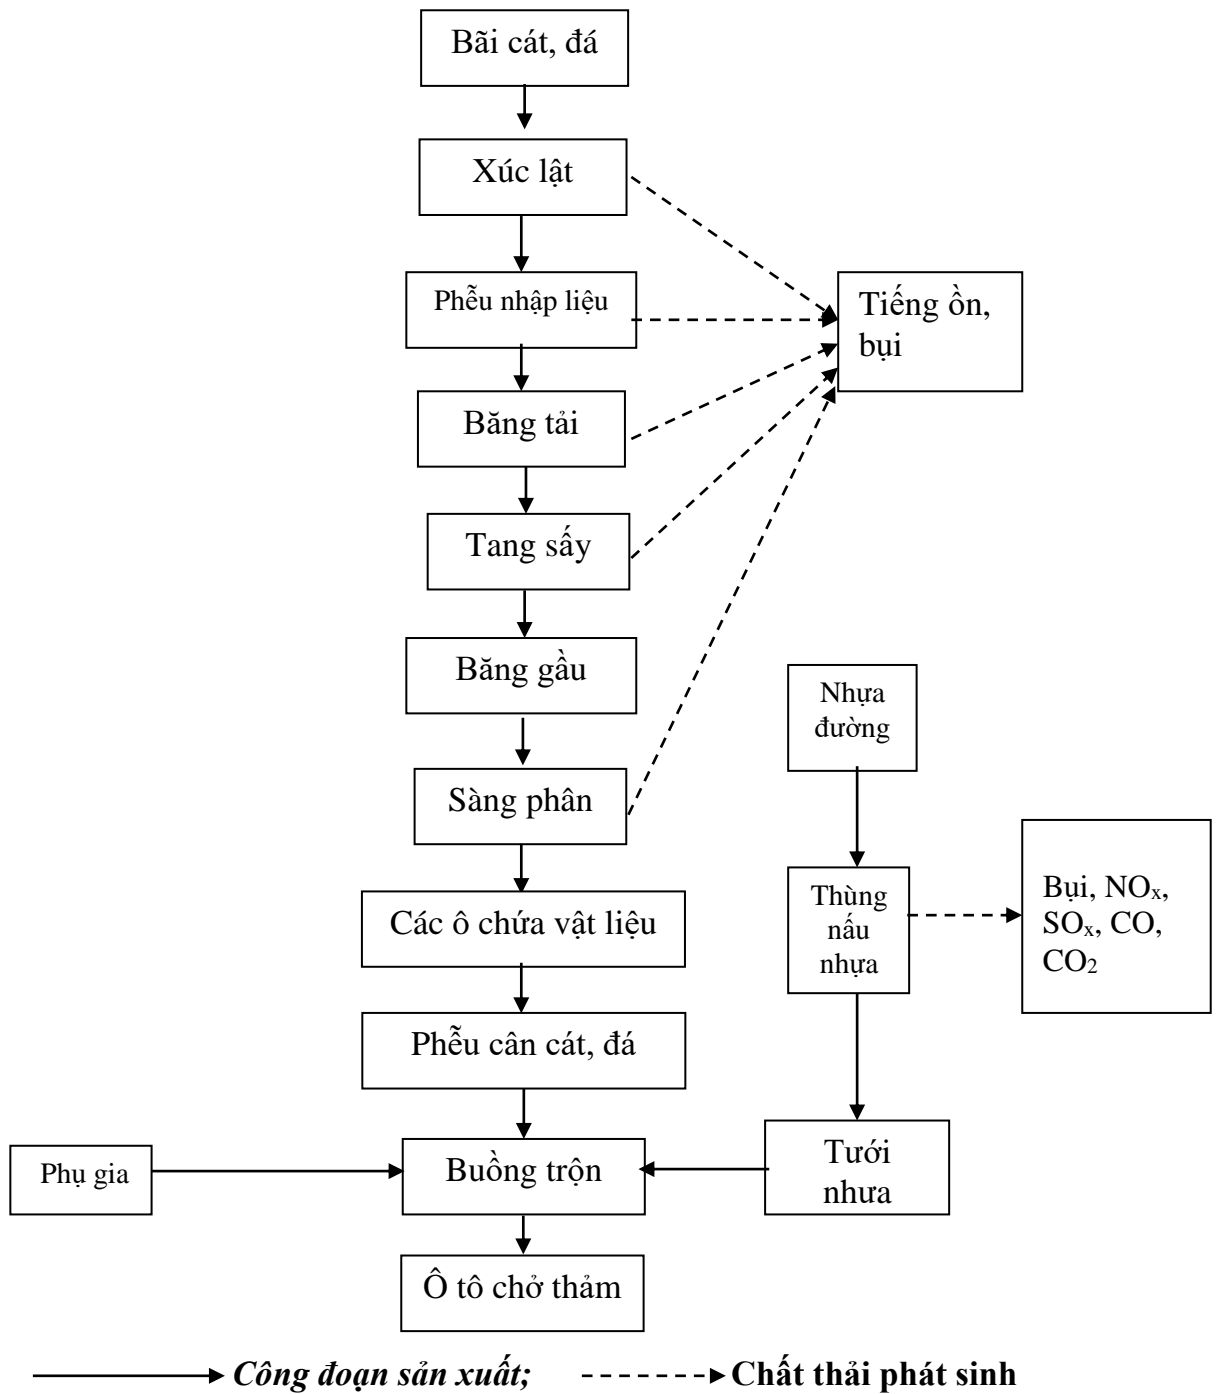 Bãi cát, đá
Xúc lật
Phễu nhập liệu
Tiếng ồn,
bụi
Băng tải
Tang sấy
Băng gầu
Nhựa
đường
Sàng phân
Thùng
nấu
nhựa
Bụi, NOₓ,
SOₓ, CO,
CO₂
Các ô chứa vật liệu
Phễu cân cát, đá
Phụ gia
Buồng trộn
Tưới
nhưa
Ô tô chở thảm
Công đoạn sản xuất; Chất thải phát sinh